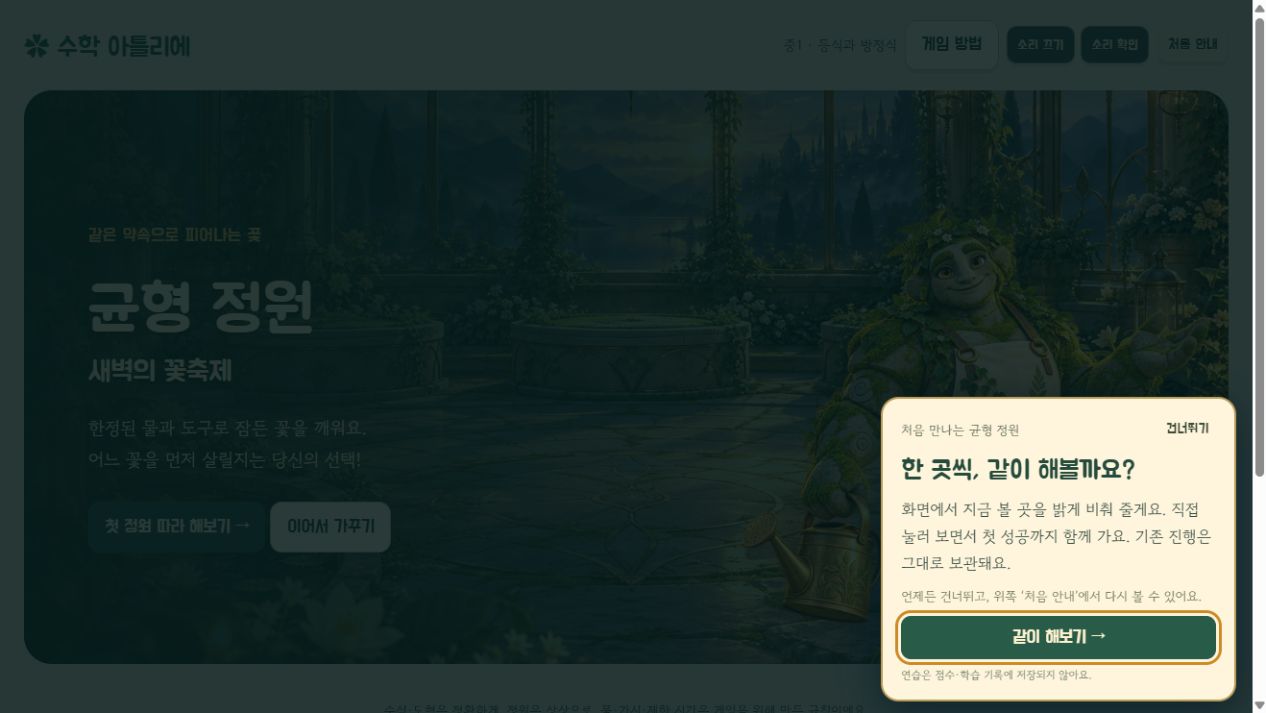 ✽ 수학 아틀리에
중1 · 등식과 방정식
게임 방법
소리 끄기
소리 확인
처음 안내
같은 약속으로 피어나는 꽃
균형 정원
새벽의 꽃축제
한정된 물과 도구로 잠든 꽃을 깨워요.
어느 꽃을 먼저 살릴지는 당신의 선택!
첫 정원 따라 해보기 →
이어서 가꾸기
처음 만나는 균형 정원
건너뛰기
한 곳씩, 같이 해볼까요?
화면에서 지금 볼 곳을 밝게 비춰 줄게요. 직접
눌러 보면서 첫 성공까지 함께 가요. 기존 진행은
그대로 보관돼요.
언제든 건너뛰고, 위쪽 '처음 안내'에서 다시 볼 수 있어요.
같이 해보기 →
연습은 점수·학습 기록에 저장되지 않아요.